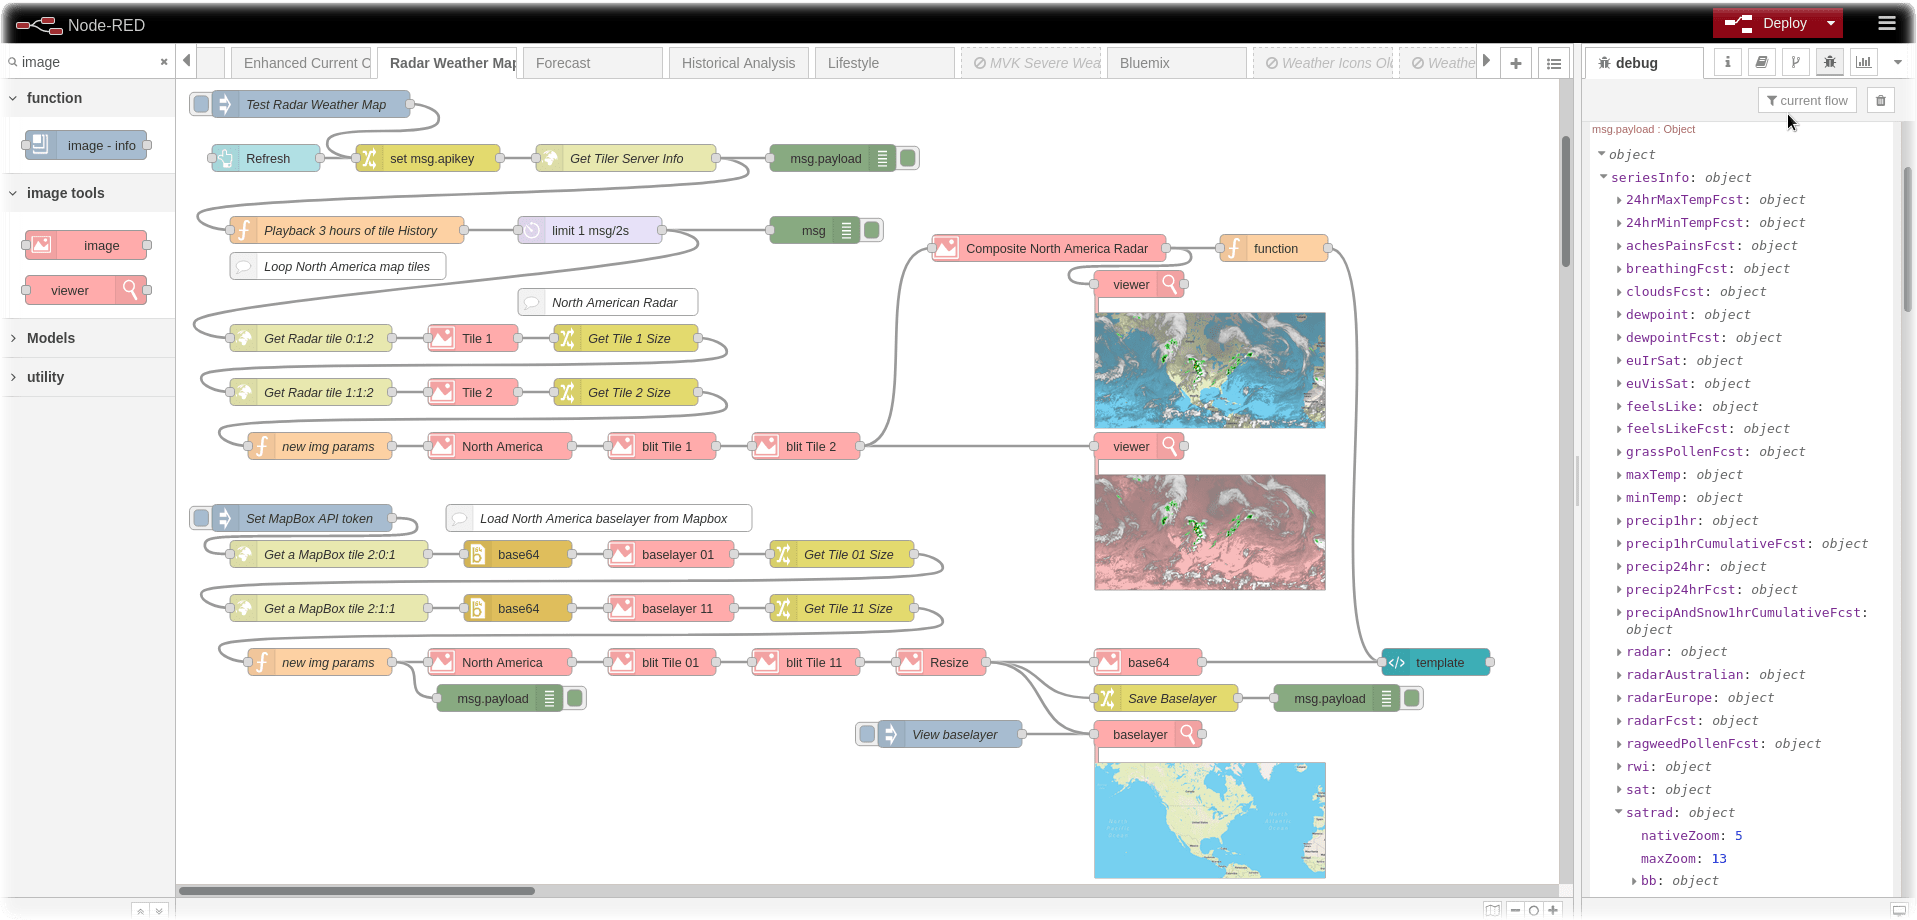 Node-RED
Deploy
image
Enhanced Current C
Radar Weather Map
Forecast
Historical Analysis
Lifestyle
MVK Severe Wea
Bluemix
Weather Icons Ol
Weathe
debug
current flow
function
image - info
image tools
image
viewer
Models
utility
Test Radar Weather Map
Refresh
set msg.apikey
Get Tiler Server Info
msg.payload
Playback 3 hours of tile History
limit 1 msg/2s
msg
Loop North America map tiles
North American Radar
Composite North America Radar
function
viewer
Get Radar tile 0:1:2
Tile 1
Get Tile 1 Size
Get Radar tile 1:1:2
Tile 2
Get Tile 2 Size
new img params
North America
blit Tile 1
blit Tile 2
viewer
Set MapBox API token
Load North America baselayer from Mapbox
Get a MapBox tile 2:0:1
base64
baselayer 01
Get Tile 01 Size
Get a MapBox tile 2:1:1
base64
baselayer 11
Get Tile 11 Size
new img params
North America
blit Tile 01
blit Tile 11
Resize
base64
template
msg.payload
Save Baselayer
msg.payload
View baselayer
baselayer
msg.payload : Object
object
seriesInfo: object
24hrMaxTempFcst: object
24hrMinTempFcst: object
achesPainsFcst: object
breathingFcst: object
cloudsFcst: object
dewpoint: object
dewpointFcst: object
euIrSat: object
euVisSat: object
feelsLike: object
feelsLikeFcst: object
grassPollenFcst: object
maxTemp: object
minTemp: object
precip1hr: object
precip1hrCumulativeFcst: object
precip24hr: object
precip24hrFcst: object
precipAndSnow1hrCumulativeFcst:
object
radar: object
radarAustralian: object
radarEurope: object
radarFcst: object
ragweedPollenFcst: object
rwi: object
sat: object
satrad: object
nativeZoom: 5
maxZoom: 13
bb: object